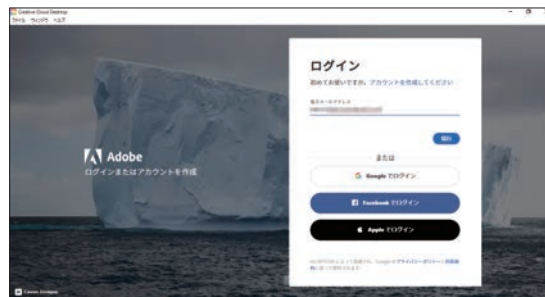 Creative Cloud Desktop
ファイル ウィンドウ ヘルプ
Adobe
ログインまたはアカウントを作成
ログイン
初めてお使いですか。アカウントを作成してください
電子メールアドレス
続行
または
Google でログイン
Facebook でログイン
Apple でログイン